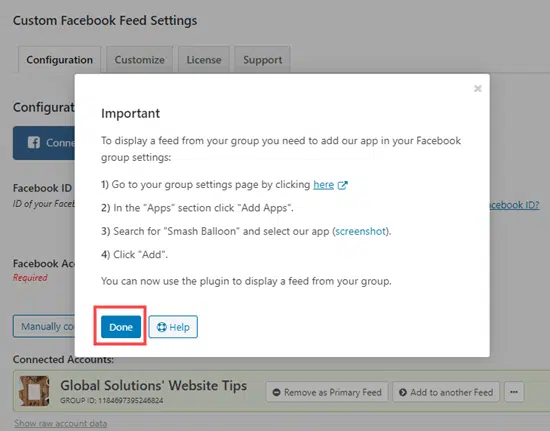 Custom Facebook Feed Settings
Configuration
Customize
License
Support
Configura
×
Important
To display a feed from your group you need to add our app in your Facebook
group settings:
1) Go to your group settings page by clicking here
2) In the "Apps" section click "Add Apps".
3) Search for "Smash Balloon" and select our app (screenshot).
4) Click "Add".
You can now use the plugin to display a feed from your group.
Done
Help
f Conne
Facebook ID
ID of your Faceb
acebook ID?
Facebook Acc
Required
Manually co
Connected Accounts:
Global Solutions' Website Tips
GROUP ID: 1184697395246824
Remove as Primary Feed
Add to another Feed
...
Show raw account data